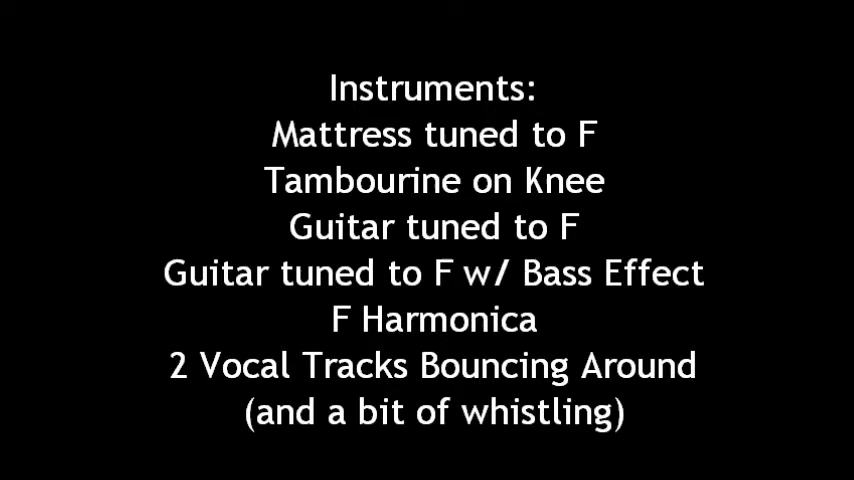 Instruments:
Mattress tuned to F
Tambourine on Knee
Guitar tuned to F
Guitar tuned to F w/ Bass Effect
F Harmonica
2 Vocal Tracks Bouncing Around
(and a bit of whistling)